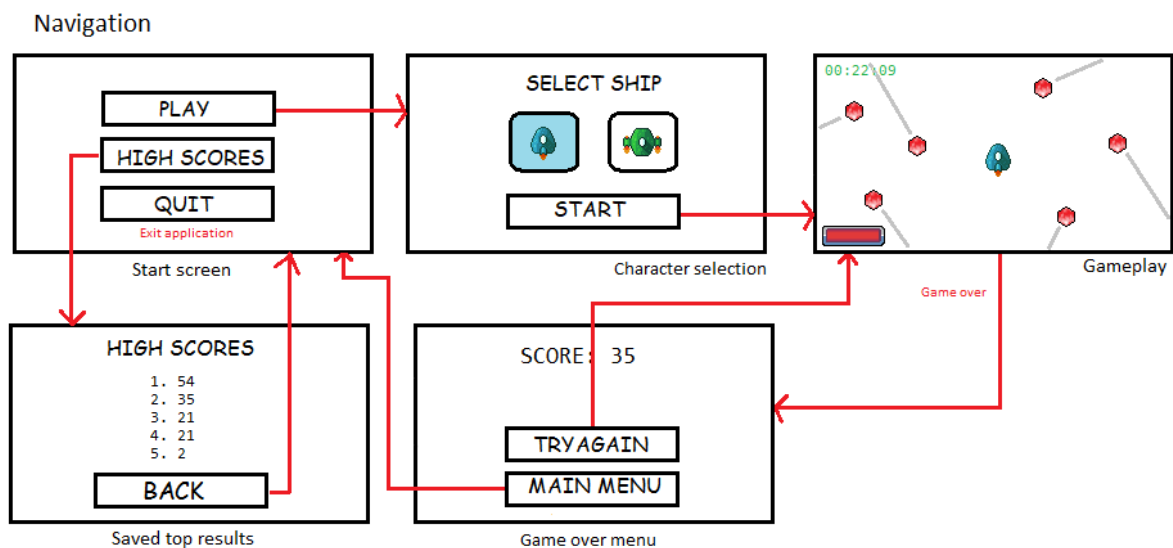 Navigation
PLAY
HIGH SCORES
QUIT
Exit application
Start screen
SELECT SHIP
START
Character selection
00:22:09
Gameplay
Game over
HIGH SCORES
1. 54
2. 35
3. 21
4. 21
5. 2
BACK
Saved top results
SCORE: 35
TRYAGAIN
MAIN MENU
Game over menu